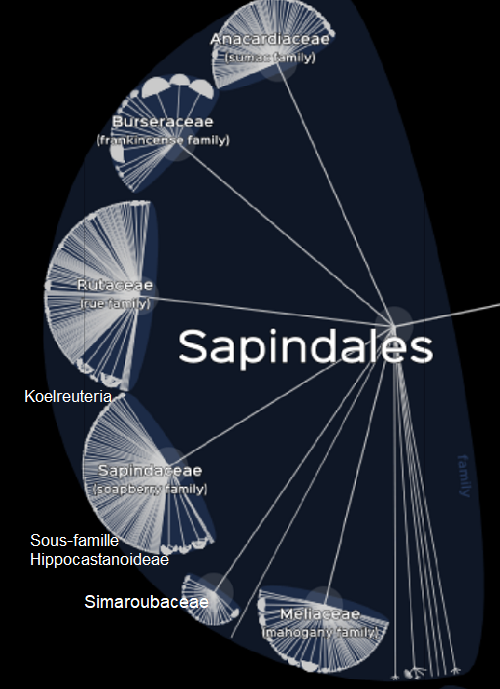 Anacardiaceae
(sumac family)
Burseraceae
(frankincense family)
Rutaceae
(rue family)
Sapindales
Koelreuteria
family
Sapindaceae
(soapberry family)
Sous-famille
Hippocastanoideae
Simaroubaceae
Meliaceae
(mahogany family)